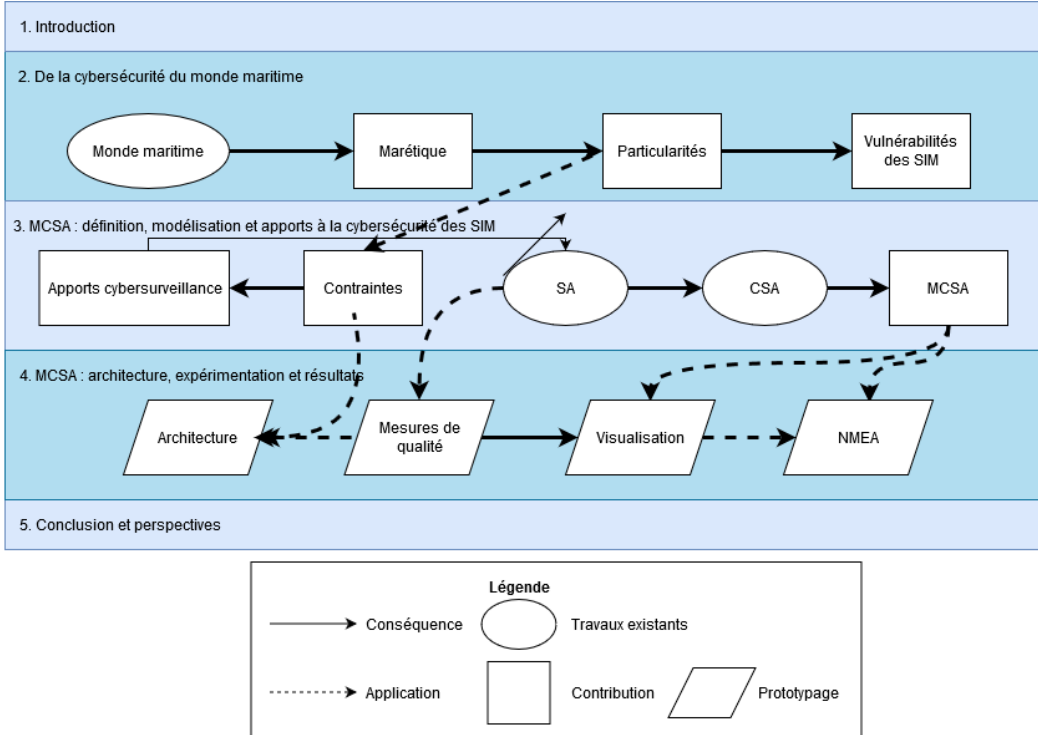 1. Introduction
2. De la cybersécurité du monde maritime
Monde maritime
Marétique
Particularités
Vulnérabilités
des SIM
3. MCSA : définition, modélisation et apports à la cybersécurité des SIM
Apports cybersurveillance
Contraintes
SA
CSA
MCSA
4. MCSA : architecture, expérimentation et résultats
Architecture
Mesures de
qualité
Visualisation
NMEA
5. Conclusion et perspectives
Légende
Conséquence
Travaux existants
Application
Contribution
Prototypage